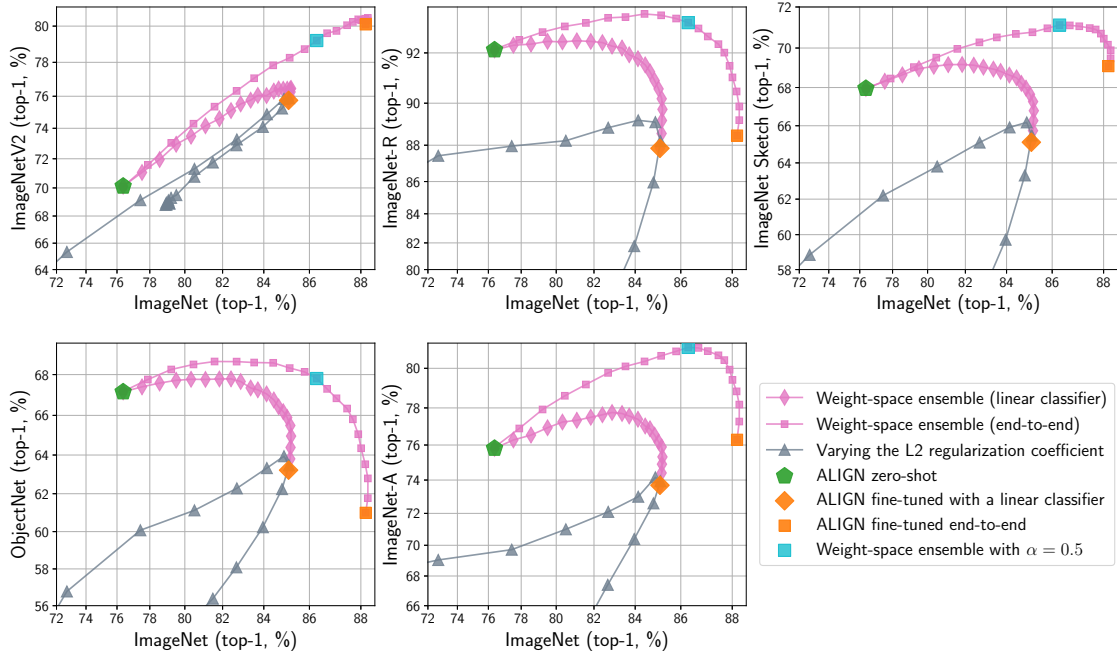 80
78
76
74
72
70
68
66
64
72 74 76 78 80 82 84 86 88
ImageNet (top-1, %)
ImageNetV2 (top-1, %)
92
90
88
86
84
82
80
72 74 76 78 80 82 84 86 88
ImageNet (top-1, %)
ImageNet-R (top-1, %)
72
70
68
66
64
62
60
58
72 74 76 78 80 82 84 86 88
ImageNet (top-1, %)
ImageNet Sketch (top-1, %)
68
66
64
62
60
58
56
72 74 76 78 80 82 84 86 88
ImageNet (top-1, %)
ObjectNet (top-1, %)
80
78
76
74
72
70
68
66
72 74 76 78 80 82 84 86 88
ImageNet (top-1, %)
ImageNet-A (top-1, %)
Weight-space ensemble (linear classifier)
Weight-space ensemble (end-to-end)
Varying the L2 regularization coefficient
ALIGN zero-shot
ALIGN fine-tuned with a linear classifier
ALIGN fine-tuned end-to-end
Weight-space ensemble with α = 0.5